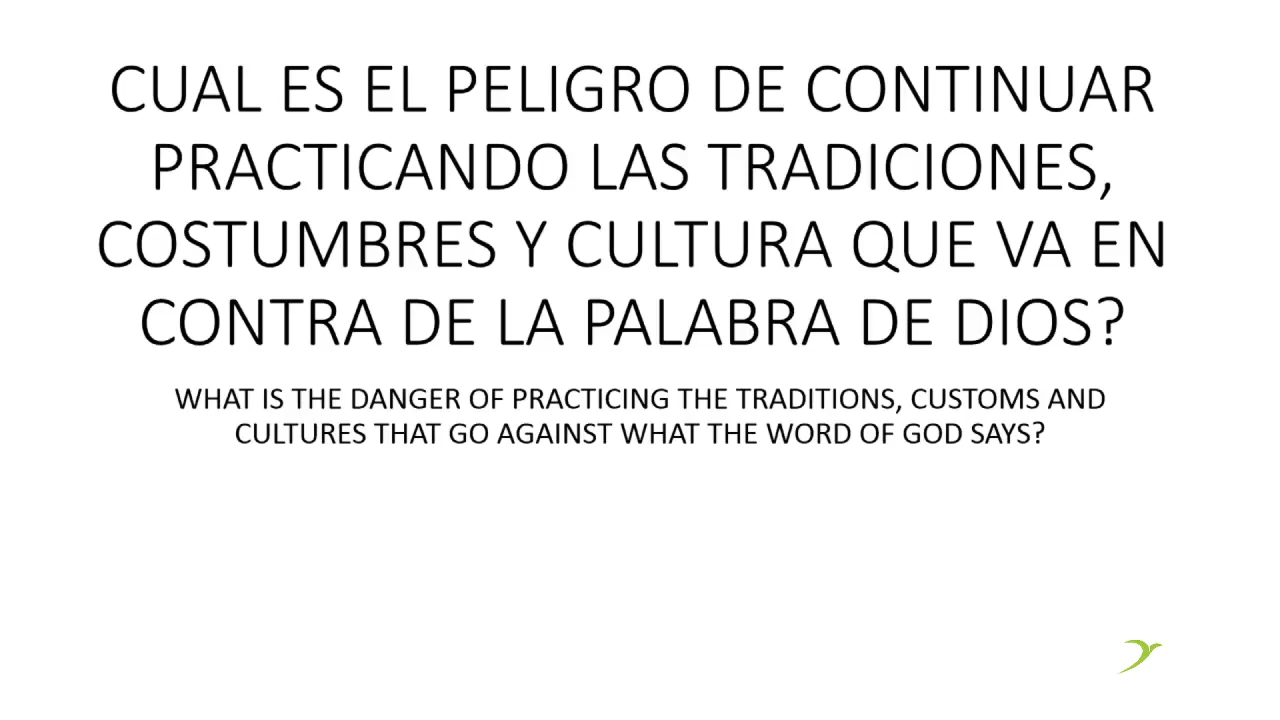 CUAL ES EL PELIGRO DE CONTINUAR
PRACTICANDO LAS TRADICIONES,
COSTUMBRES Y CULTURA QUE VA EN
CONTRA DE LA PALABRA DE DIOS?
WHAT IS THE DANGER OF PRACTICING THE TRADITIONS, CUSTOMS AND
CULTURES THAT GO AGAINST WHAT THE WORD OF GOD SAYS?